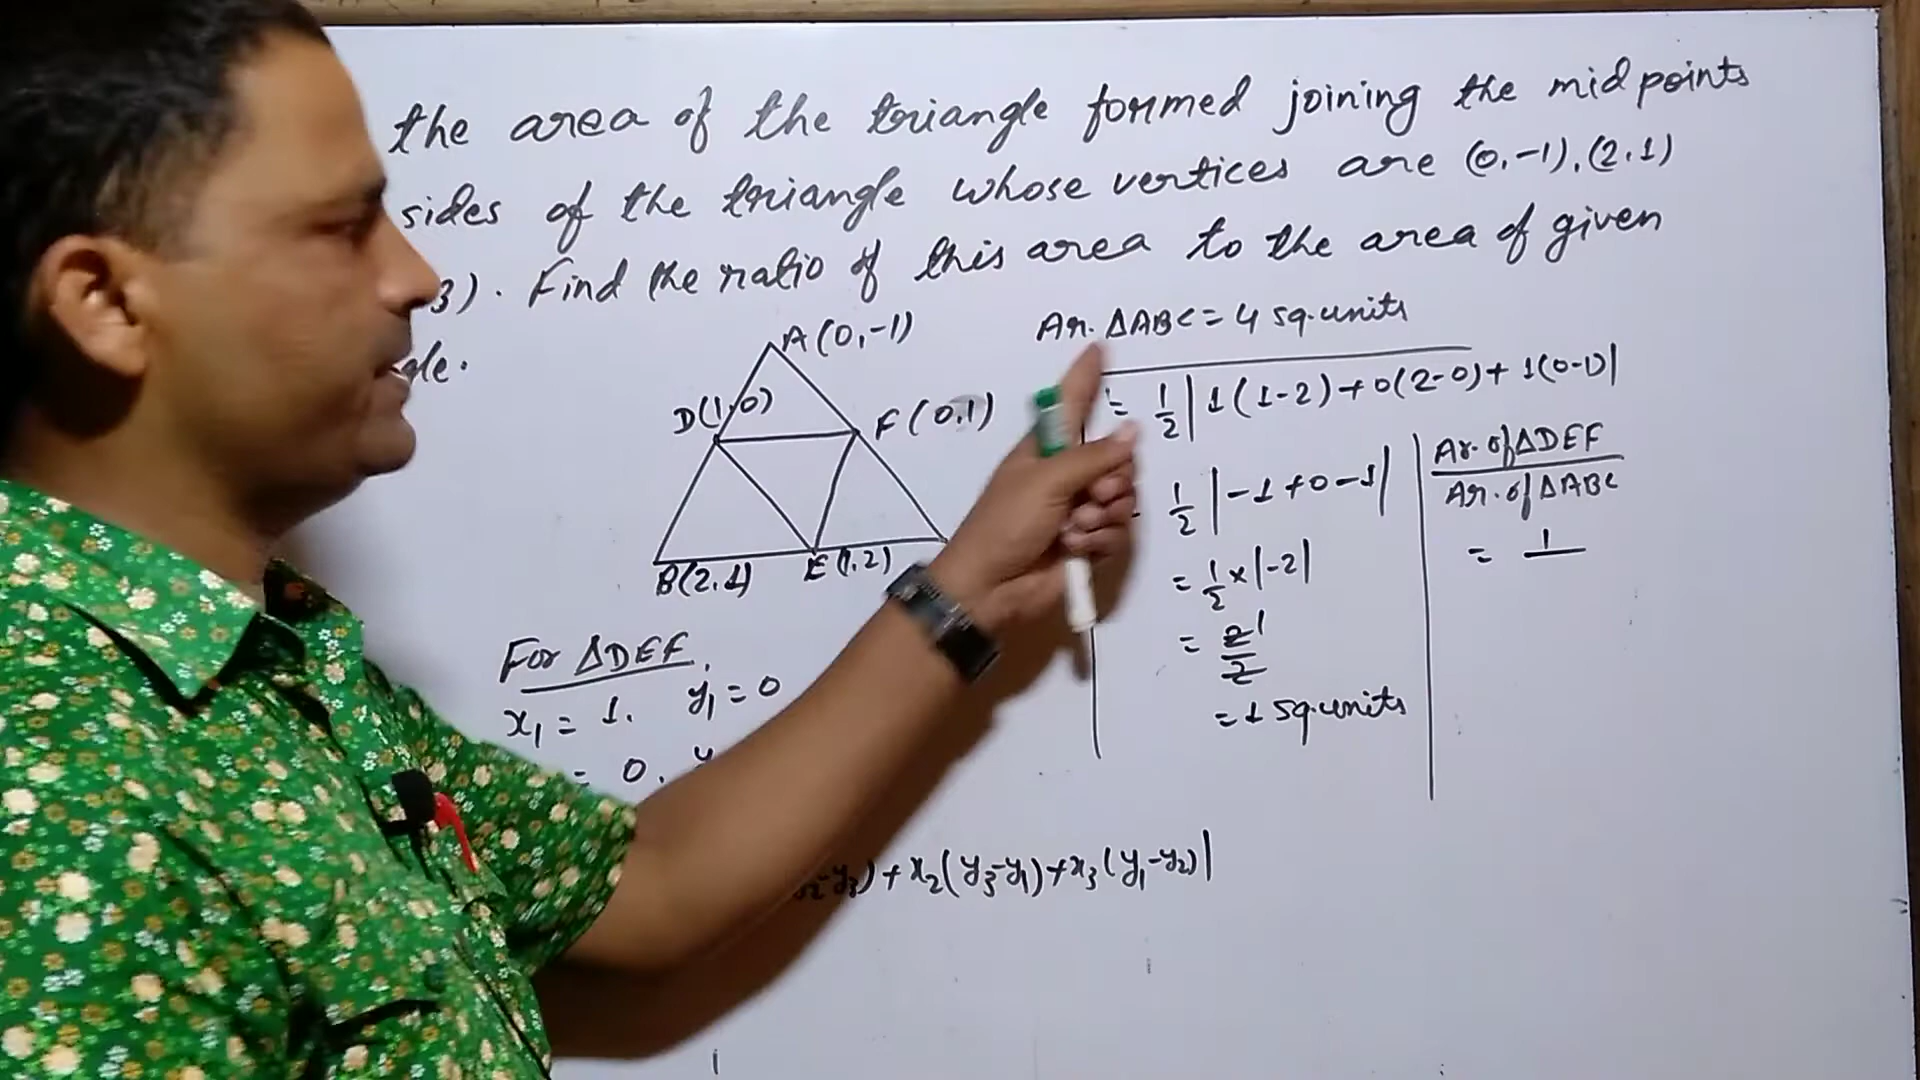 the area of the triangle formed joining the mid points
sides of the triangle whose vertices are (0,-1), (2,1)
3). Find the ratio of this area to the area of given
gle.
A(0,-1)
D(1,0)
F(0,1)
B(2,1)
E(1,2)
For ΔDEF,
x₁ = 1, y₁ = 0
= 0, y
y₂-y₃) + x₂(y₃-y₁) + x₃(y₁-y₂)|
Ar. ΔABC = 4 sq.units
= 1/2 |1(1-2)+0(2-0)+1(0-1)|
1/2 |-1+0-1|
= 1/2 × |-2|
= 2/2 1
= 1 sq.units
Ar. of ΔDEF
Ar. of ΔABC
= 1